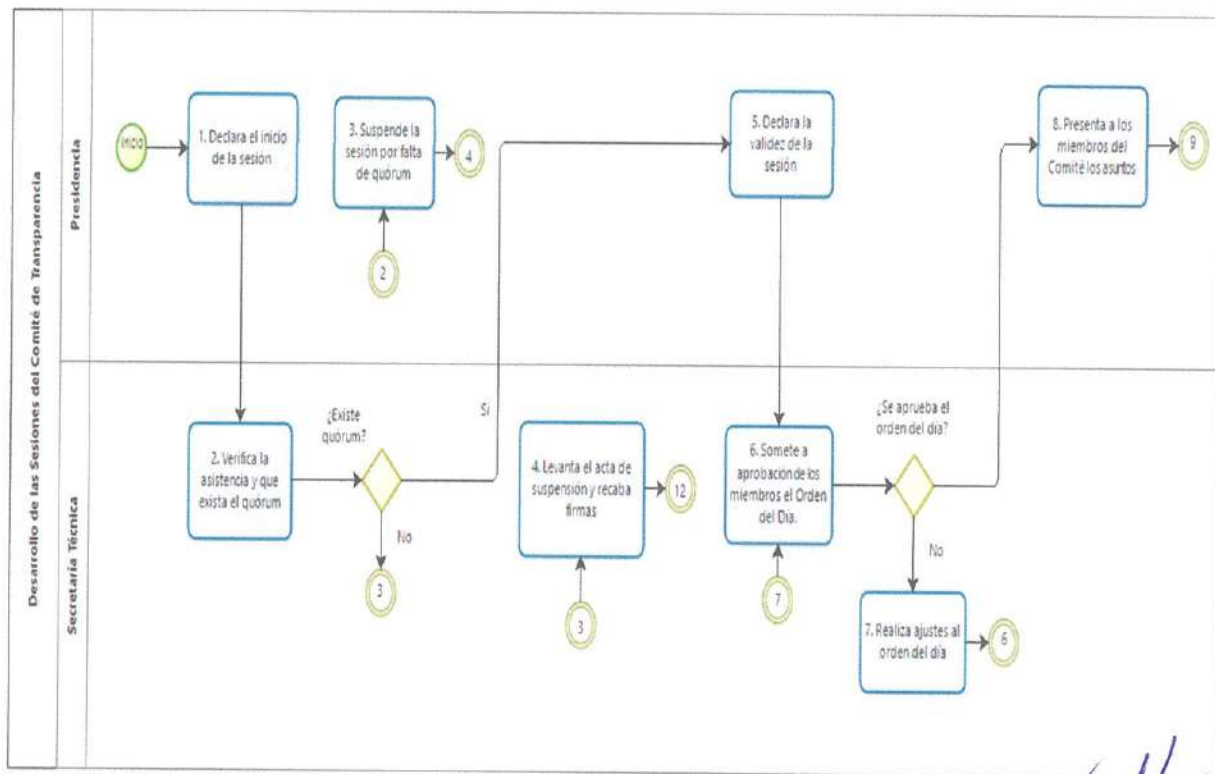 Desarrollo de las Sesiones del Comité de Transparencia
Presidencia
Inicio
1. Declara el inicio
de la sesión
3. Suspende la
sesión por falta
de quórum
4
2
5. Declara la
validez de la
sesión
8. Presenta a los
miembros del
Comité los asuntos
9
Secretaría Técnica
2. Verifica la
asistencia y que
exista el quórum
¿Existe
quórum?
Sí
No
3
4. Levanta el acta de
suspensión y recaba
firmas
12
3
6. Somete a
aprobación de los
miembros el Orden
del Día.
7
¿Se aprueba el
orden del día?
No
7. Realiza ajustes al
orden del día
6